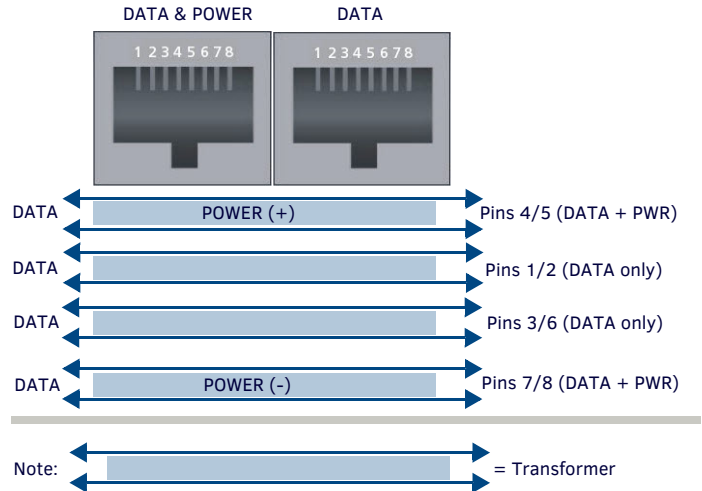 DATA & POWER DATA
1 2 3 4 5 6 7 8 1 2 3 4 5 6 7 8
DATA POWER (+) Pins 4/5 (DATA + PWR)
DATA Pins 1/2 (DATA only)
DATA Pins 3/6 (DATA only)
DATA POWER (-) Pins 7/8 (DATA + PWR)
Note: = Transformer